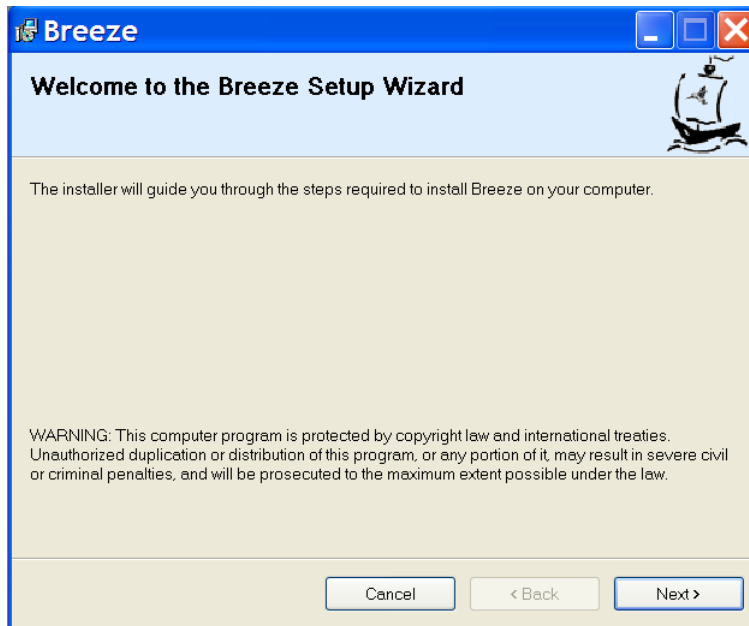 Breeze
Welcome to the Breeze Setup Wizard
The installer will guide you through the steps required to install Breeze on your computer.
WARNING: This computer program is protected by copyright law and international treaties.
Unauthorized duplication or distribution of this program, or any portion of it, may result in severe civil
or criminal penalties, and will be prosecuted to the maximum extent possible under the law.
Cancel < Back Next >